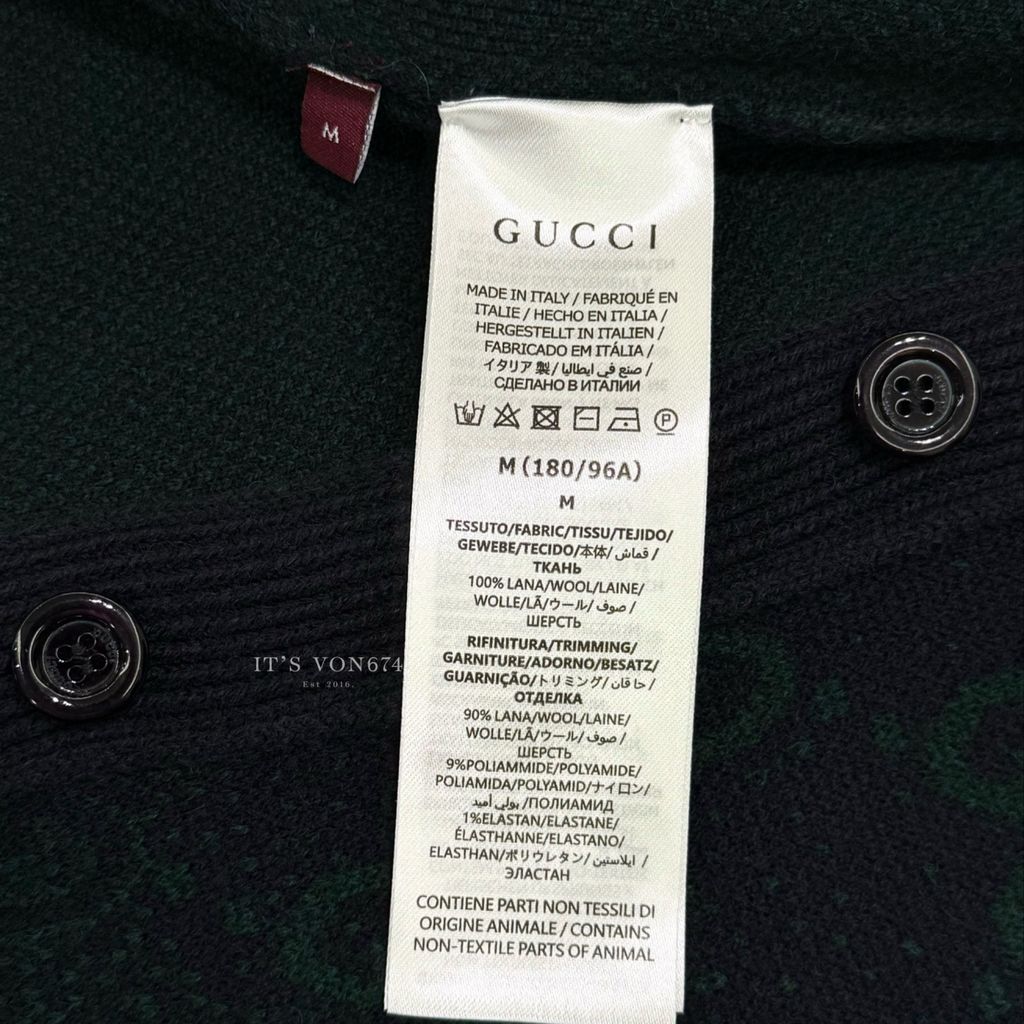 M
GUCCI
MADE IN ITALY / FABRIQUÉ EN
ITALIE / HECHO EN ITALIA /
HERGESTELLT IN ITALIEN /
FABRICADO EM ITÁLIA /
イタリア 製 / صنع في ايطاليا /
СДЕЛАНО В ИТАЛИИ
P
M (180/96A)
M
TESSUTO/FABRIC/TISSU/TEJIDO/
GEWEBE/TECIDO/本体/ قماش /
ТКАНЬ
100% LANA/WOOL/LAINE/
WOLLE/LÃ/ウール/ صوف /
ШЕРСТЬ
RIFINITURA/TRIMMING/
GARNITURE/ADORNO/BESATZ/
GUARNIÇÃO/トリミング/ حا قان /
ОТДЕЛКА
90% LANA/WOOL/LAINE/
WOLLE/LÃ/ウール/ صوف /
ШЕРСТЬ
9%POLIAMMIDE/POLYAMIDE/
POLIAMIDA/POLYAMID/ナイロン/
بولي أميد /ПОЛИАМИД
1%ELASTAN/ELASTANE/
ÉLASTHANNE/ELASTANO/
ELASTHAN/ポリウレタン/ ايلاستين /
ЭЛАСТАН
CONTIENE PARTI NON TESSILI DI
ORIGINE ANIMALE / CONTAINS
NON-TEXTILE PARTS OF ANIMAL
IT'S VON674
Est 2016.